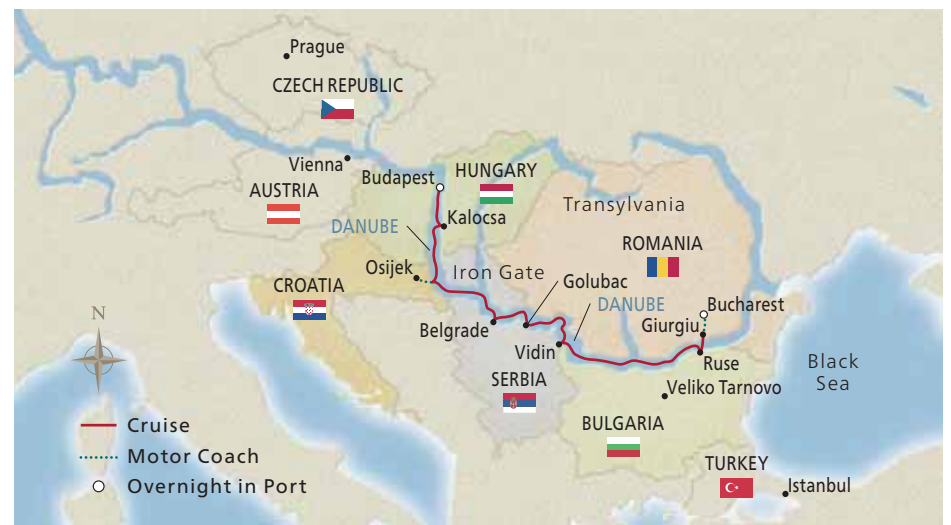 Prague
CZECH REPUBLIC
Vienna
Budapest
HUNGARY
AUSTRIA
Transylvania
Kalocsa
DANUBE
ROMANIA
Osijek
Iron Gate
Golubac
CROATIA
DANUBE
Bucharest
N
Giurgiu
Belgrade
Vidin
Ruse
Black
Sea
SERBIA
Veliko Tarnovo
BULGARIA
Cruise
Motor Coach
TURKEY
Overnight in Port
Istanbul